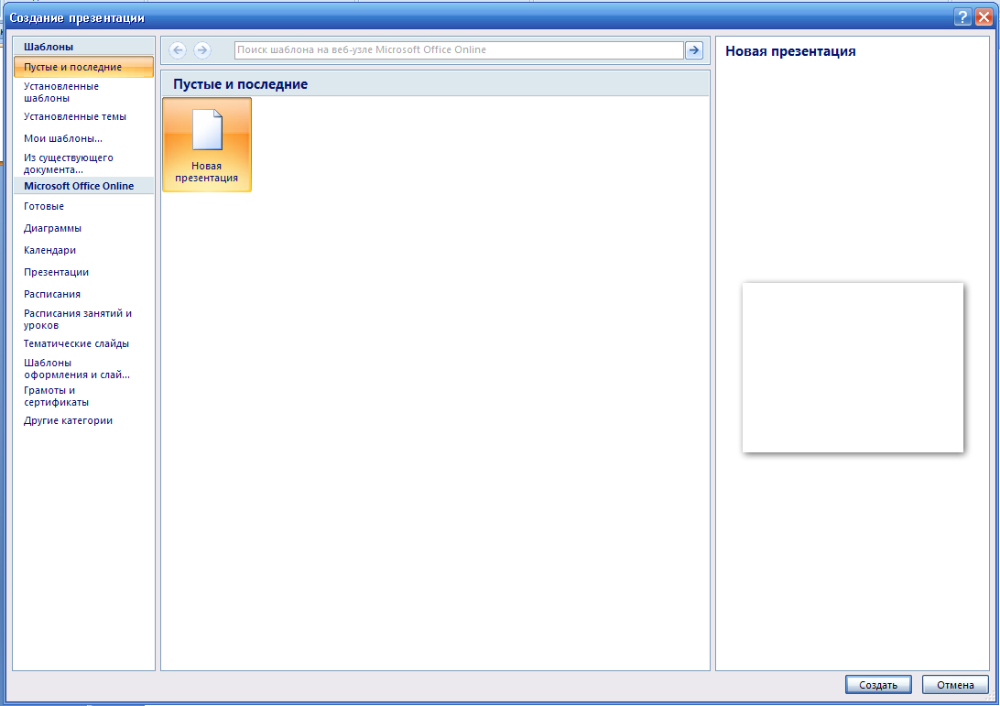 Создание презентации
Шаблоны
Пустые и последние
Установленные
шаблоны
Установленные темы
Мои шаблоны...
Из существующего
документа...
Microsoft Office Online
Готовые
Диаграммы
Календари
Презентации
Расписания
Расписания занятий и
уроков
Тематические слайды
Шаблоны
оформления и слай...
Грамоты и
сертификаты
Другие категории
Поиск шаблона на веб-узле Microsoft Office Online
Пустые и последние
Новая
презентация
Новая презентация
Создать
Отмена